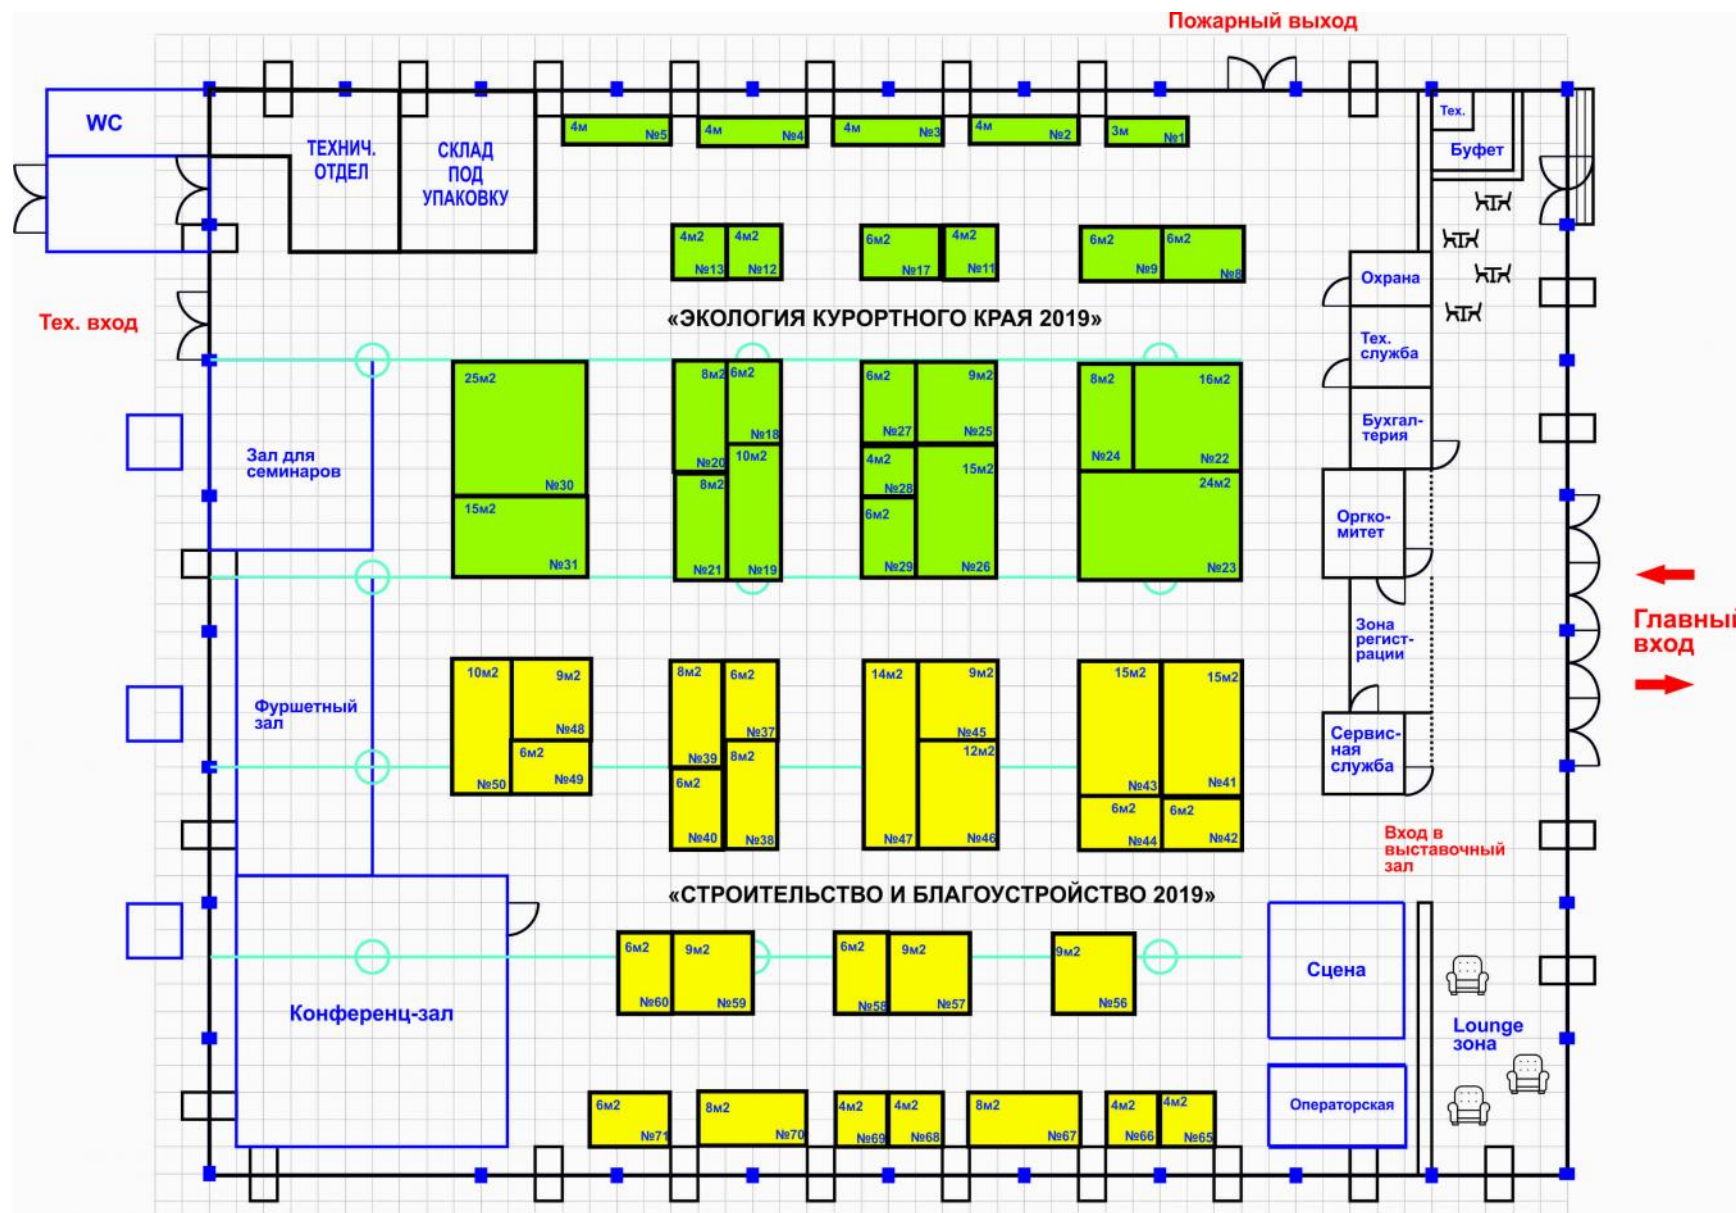 Пожарный выход
WC
ТЕХНИЧ.
ОТДЕЛ
СКЛАД
ПОД
УПАКОВКУ
4м
№5
4м
№4
4м
№3
4м
№2
3м
№1
Тех.
Буфет
4м2
№13
4м2
№12
6м2
№17
4м2
№11
6м2
№9
6м2
№8
Охрана
Тех. вход
«ЭКОЛОГИЯ КУРОРТНОГО КРАЯ 2019»
Тех.
служба
25м2
№30
15м2
№31
8м2
№20
6м2
№18
8м2
№21
10м2
№19
6м2
№27
9м2
№25
4м2
№28
15м2
№26
6м2
№29
8м2
№24
16м2
№22
24м2
№23
Бухгал-
терия
Зал для
семинаров
Оргко-
митет
Главный
вход
Зона
регист-
рации
Фуршетный
зал
10м2
№50
9м2
№48
6м2
№49
8м2
№39
6м2
№37
6м2
№40
8м2
№38
14м2
№47
9м2
№45
12м2
№46
15м2
№43
15м2
№41
6м2
№44
6м2
№42
Сервис-
ная
служба
Вход в
выставочный
зал
«СТРОИТЕЛЬСТВО И БЛАГОУСТРОЙСТВО 2019»
6м2
№60
9м2
№59
6м2
№58
9м2
№57
9м2
№56
Сцена
Конференц-зал
Lounge
зона
6м2
№71
8м2
№70
4м2
№69
4м2
№68
8м2
№67
4м2
№66
4м2
№65
Операторская